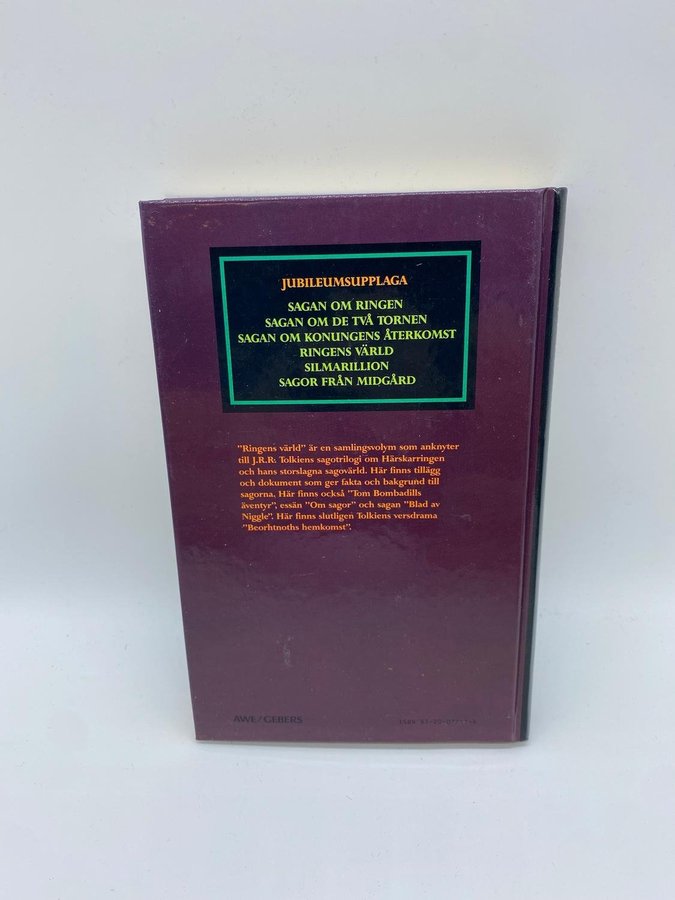 JUBILEUMSUPPLAGA
SAGAN OM RINGEN
SAGAN OM DE TVÅ TORNEN
SAGAN OM KONUNGENS ÅTERKOMST
RINGENS VÄRLD
SILMARILLION
SAGOR FRÅN MIDGÅRD
"Ringens värld" är en samlingsvolym som anknyter
till J.R.R. Tolkiens sagotrilogi om Härskarringen
och hans storslagna sagovärld. Här finns tillägg
och dokument som ger fakta och bakgrund till
sagorna. Här finns också "Tom Bombadills
äventyr", essän "Om sagor" och sagan "Blad av
Niggle". Här finns slutligen Tolkiens versdrama
"Beorhtnoths hemkomst".
AWE/GEBERS
ISBN